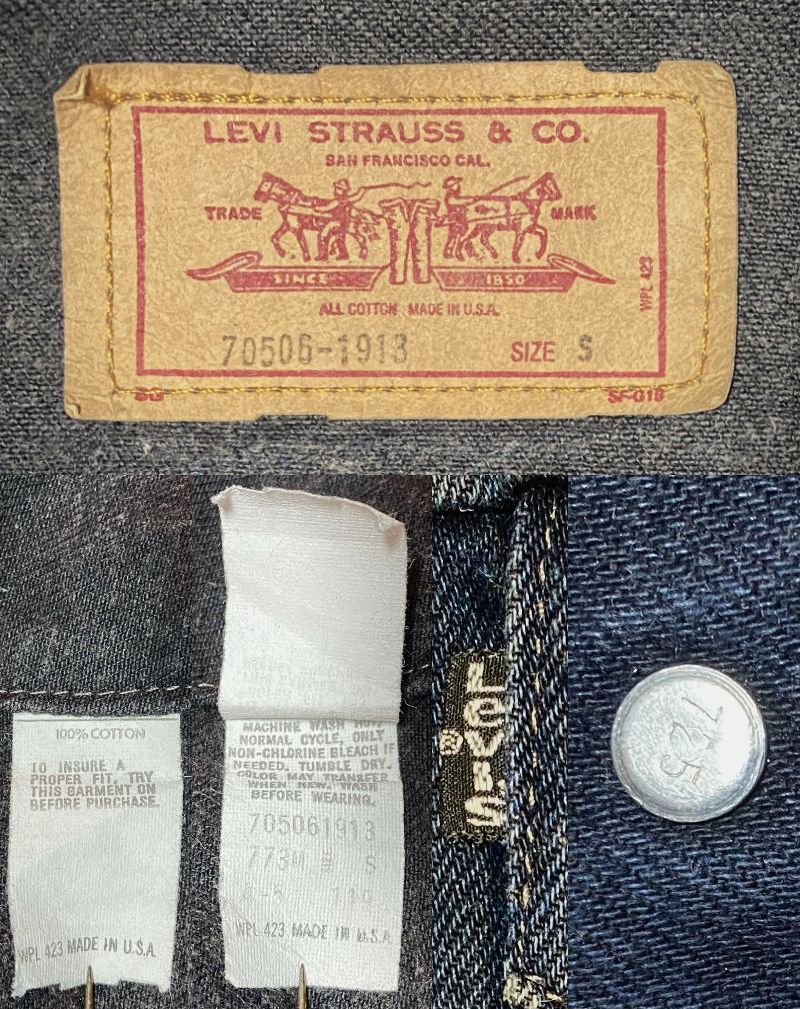 LEVI STRAUSS & CO.
SAN FRANCISCO CAL.
TRADE MARK
SINCE 1850
WPL 423
ALL COTTON MADE IN U.S.A.
70506-1913 SIZE S
SF-G18
100% COTTON
TO INSURE A
PROPER FIT, TRY
THIS GARMENT ON
BEFORE PURCHASE.
WPL 423 MADE IN U.S.A.
MACHINE WASH
NORMAL CYCLE, ONLY
NON-CHLORINE BLEACH IF
NEEDED, TUMBLE DRY.
COLOR MAY TRANSFER
WHEN NEW. WASH
BEFORE WEARING.
705061913
773H S
WPL 423 MADE IN U.S.A.
LEVI'S
®
725